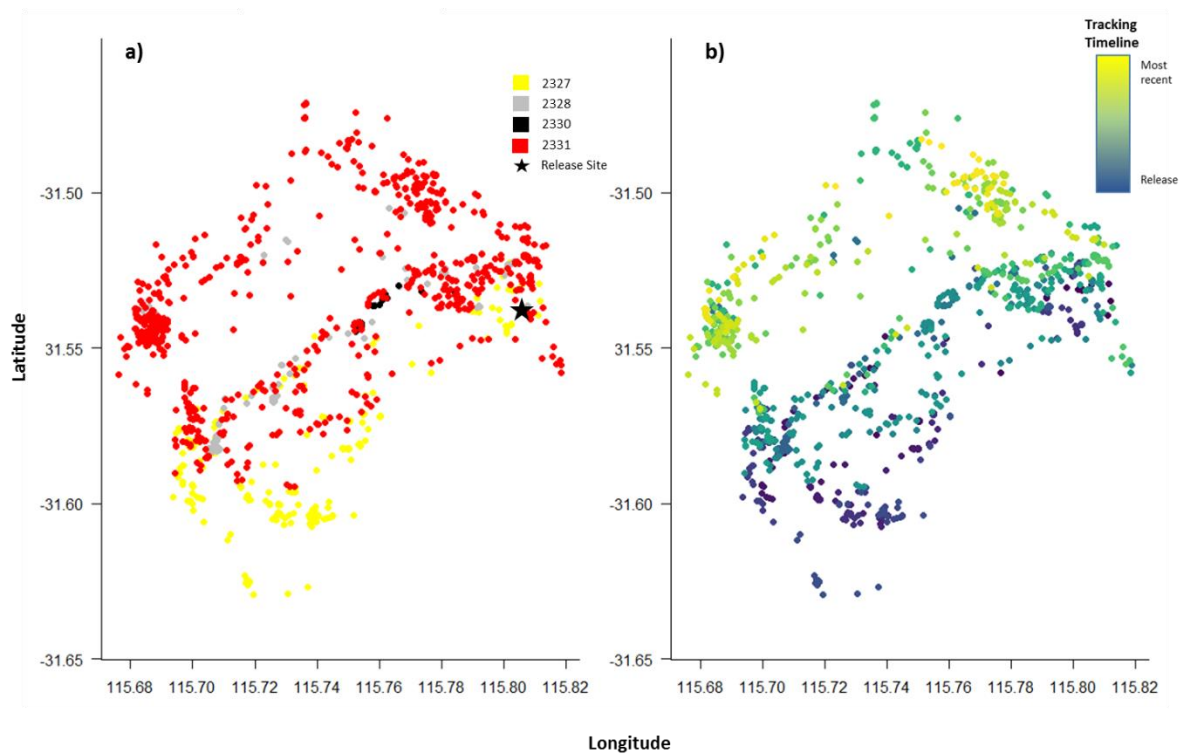 a)
2327
2328
2330
2331
Release Site
b)
Tracking
Timeline
Most
recent
Release
Latitude
-31.50
-31.55
-31.60
-31.65
115.68 115.70 115.72 115.74 115.76 115.78 115.80 115.82
-31.50
-31.55
-31.60
-31.65
115.68 115.70 115.72 115.74 115.76 115.78 115.80 115.82
Longitude